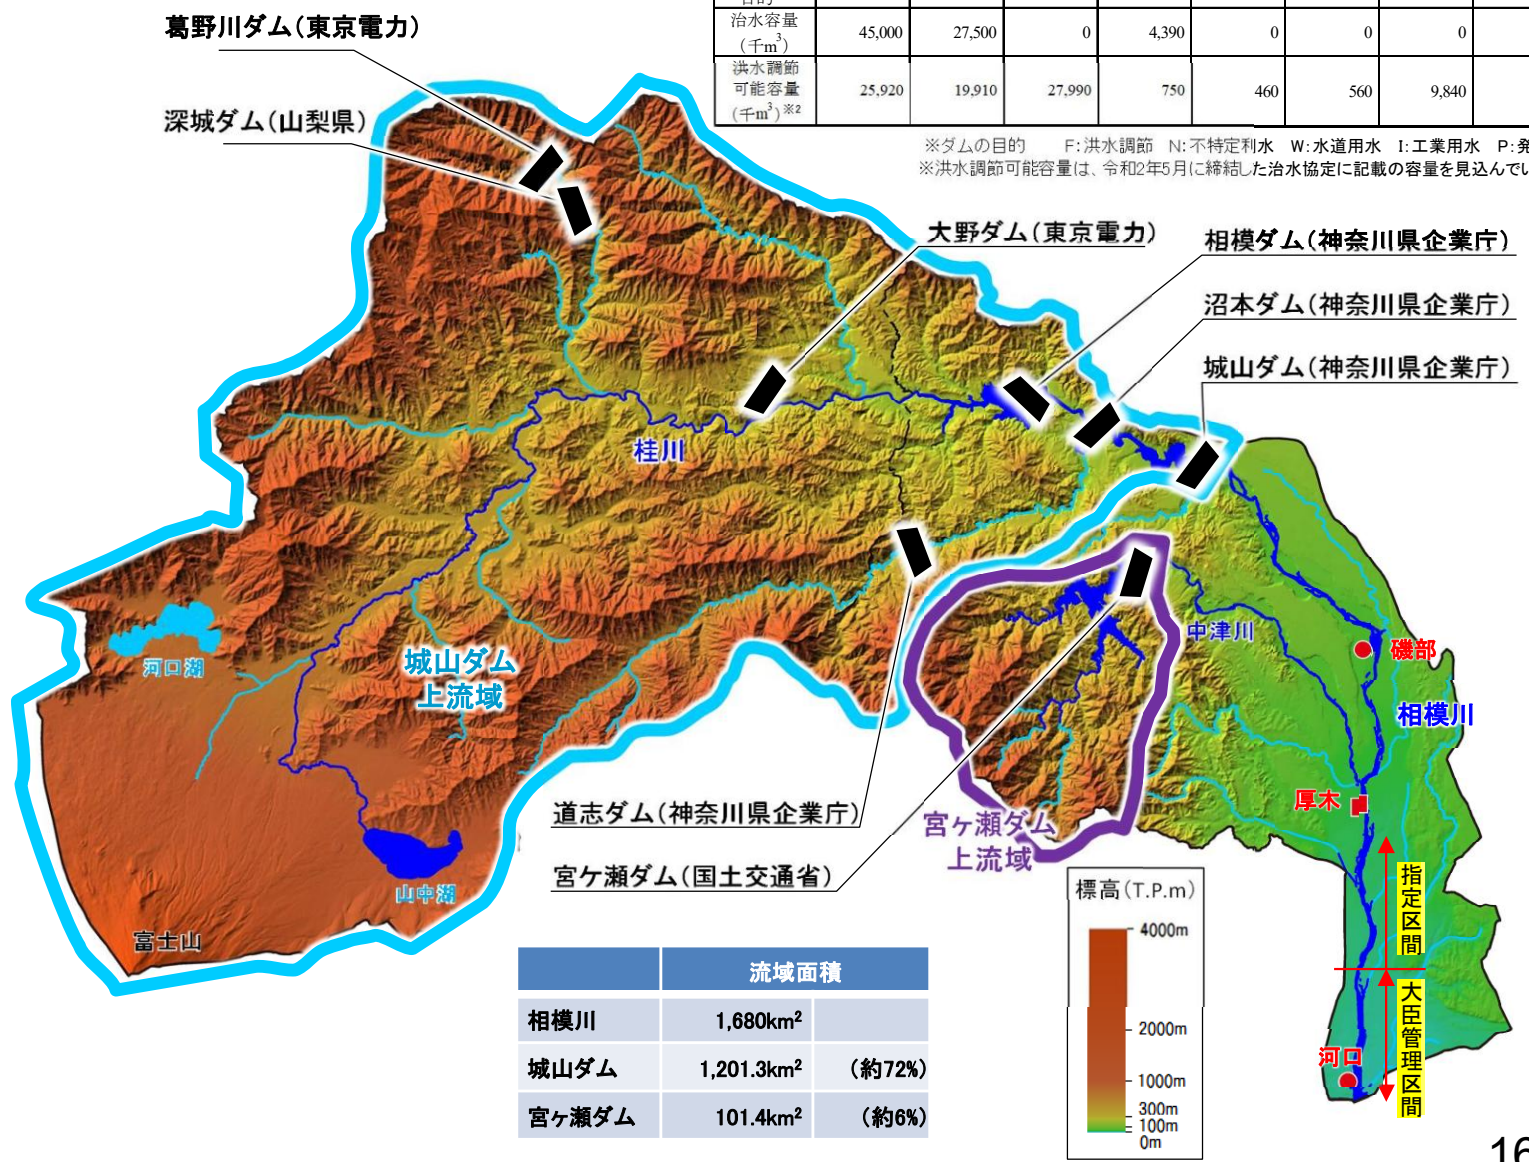 治水容量
(千m³) 45,000 27,500 0 4,390 0 0 0
洪水調節
可能容量
(千m³)※2 25,920 19,910 27,990 750 460 560 9,840
※ダムの目的 F:洪水調節 N:不特定利水 W:水道用水 I:工業用水 P:発
※洪水調節可能容量は、令和2年5月に締結した治水協定に記載の容量を見込んでい
葛野川ダム(東京電力)
深城ダム(山梨県)
大野ダム(東京電力)
相模ダム(神奈川県企業庁)
沼本ダム(神奈川県企業庁)
城山ダム(神奈川県企業庁)
桂川
河口湖
城山ダム
上流域
中津川
磯部
相模川
山中湖
富士山
道志ダム(神奈川県企業庁)
宮ケ瀬ダム(国土交通省)
宮ヶ瀬ダム
上流域
厚木
指定区間
大臣管理区間
河口
標高(T.P.m)
4000m
2000m
1000m
300m
100m
0m
流域面積
相模川 1,680km²
城山ダム 1,201.3km² (約72%)
宮ヶ瀬ダム 101.4km² (約6%)
16